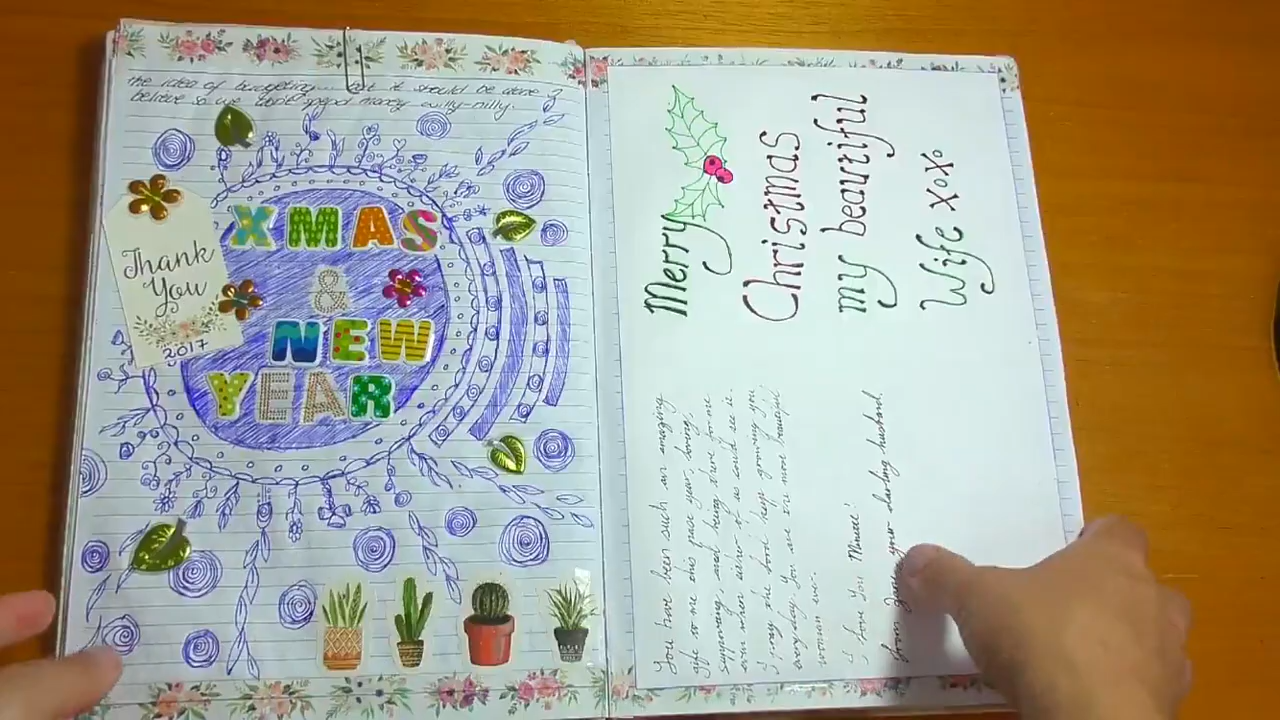 the idea of budgeting... but it should be done I
believe so we don't spend money willy-nilly.
XMAS
&
NEW
YEAR
Thank
You
2017
Merry
Christmas
my beautiful
Wife xoxo
You have been such an amazing
gift to me this past year, loving,
supporting, and being there for me
even when either of us could see it.
I pray the good keep growing you
everyday. You are the most beautiful
woman ever.
I love you Minnie!
from your darling husband